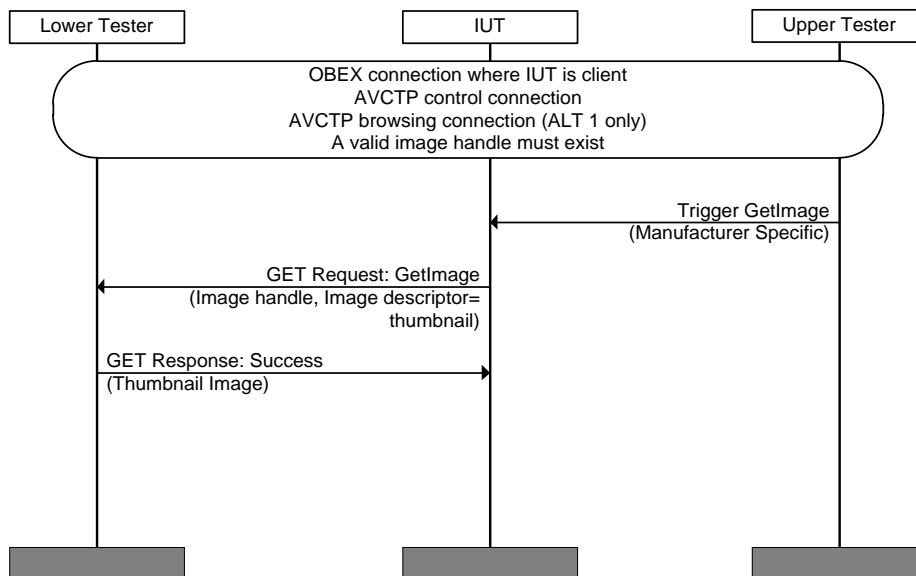 Lower Tester
IUT
Upper Tester
OBEX connection where IUT is client
AVCTP control connection
AVCTP browsing connection (ALT 1 only)
A valid image handle must exist
Trigger GetImage
(Manufacturer Specific)
GET Request: GetImage
(Image handle, Image descriptor=
thumbnail)
GET Response: Success
(Thumbnail Image)